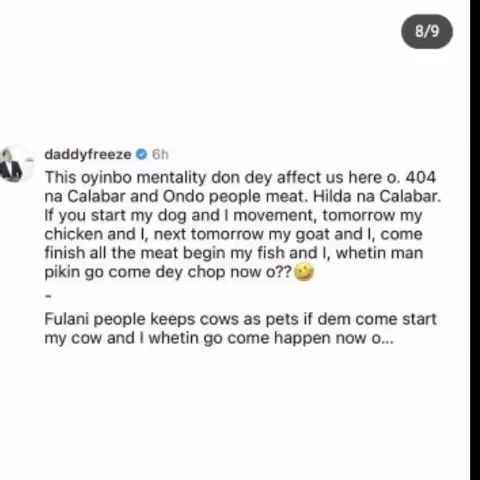 8/9
daddyfreeze 6h
This oyinbo mentality don dey affect us here o. 404
na Calabar and Ondo people meat. Hilda na Calabar.
If you start my dog and I movement, tomorrow my
chicken and I, next tomorrow my goat and I, come
finish all the meat begin my fish and I, whetin man
pikin go come dey chop now o??🤣
-
Fulani people keeps cows as pets if dem come start
my cow and I whetin go come happen now o...